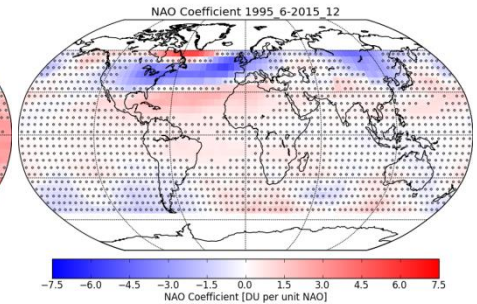 NAO Coefficient 1995_6-2015_12
−7.5 −6.0 −4.5 −3.0 −1.5 0.0 1.5 3.0 4.5 6.0 7.5
NAO Coefficient [DU per unit NAO]